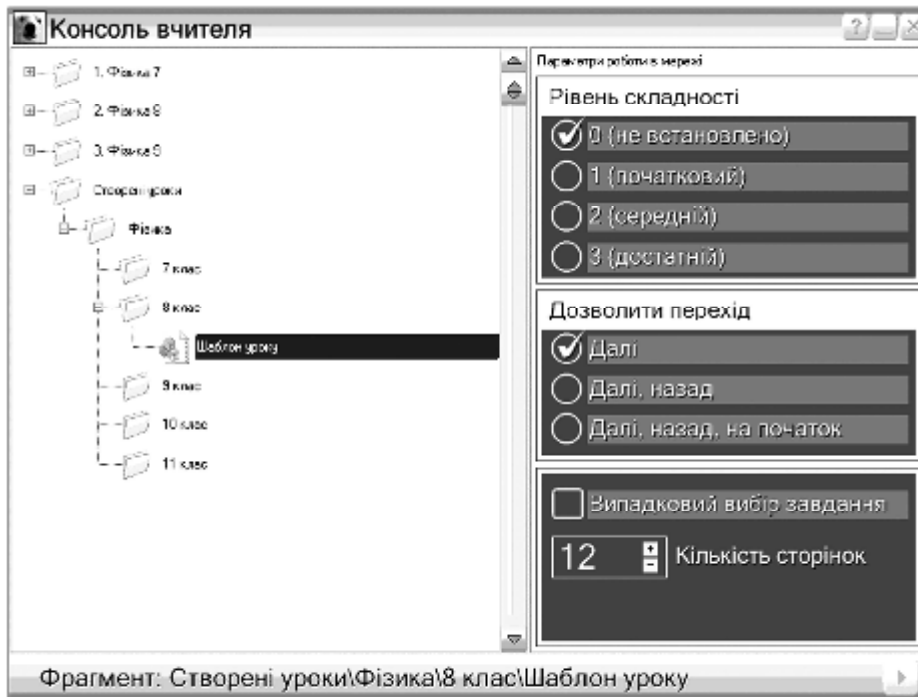 Консоль вчителя
1. Фізика 7
2. Фізика 8
3. Фізика 9
Створені уроки
Фізика
7 клас
8 клас
Шаблон уроку
9 клас
10 клас
11 клас
Параметри роботи в мережі
Рівень складності
0 (не встановлено)
1 (початковий)
2 (середній)
3 (достатній)
Дозволити перехід
Далі
Далі, назад
Далі, назад, на початок
Випадковий вибір завдання
12 Кількість сторінок
Фрагмент: Створені уроки\Фізика\8 клас\Шаблон уроку